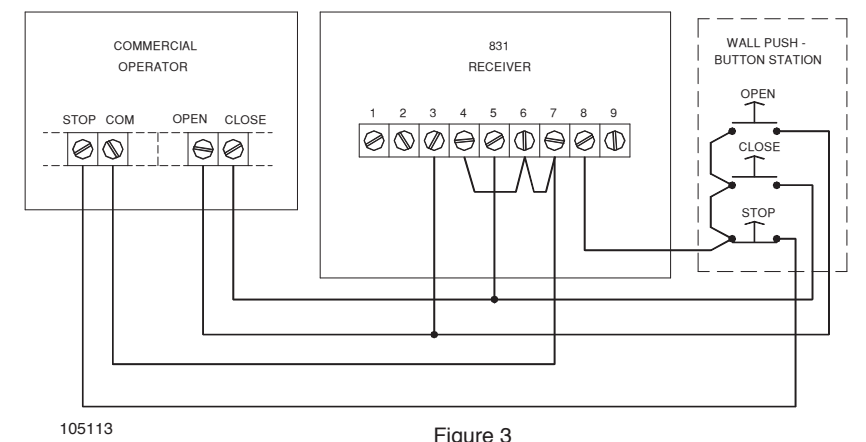 COMMERCIAL
OPERATOR
STOP COM OPEN CLOSE
831
RECEIVER
1 2 3 4 5 6 7 8 9
WALL PUSH -
BUTTON STATION
OPEN
CLOSE
STOP
105113
Figure 3